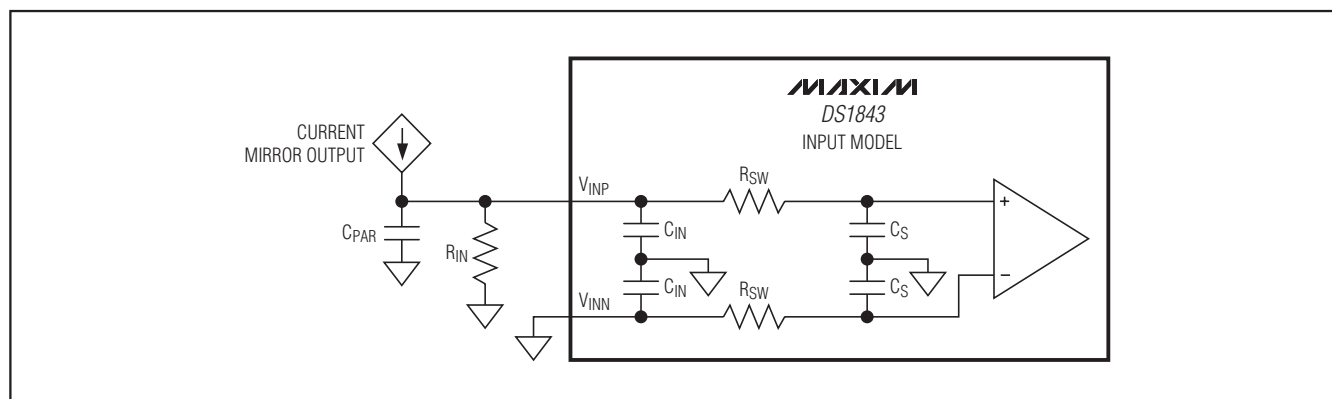 MAXIM
DS1843
INPUT MODEL
CURRENT
MIRROR OUTPUT
VINP
RSW
CPAR
RIN
CIN
CS
+
CIN
CS
−
VINN
RSW